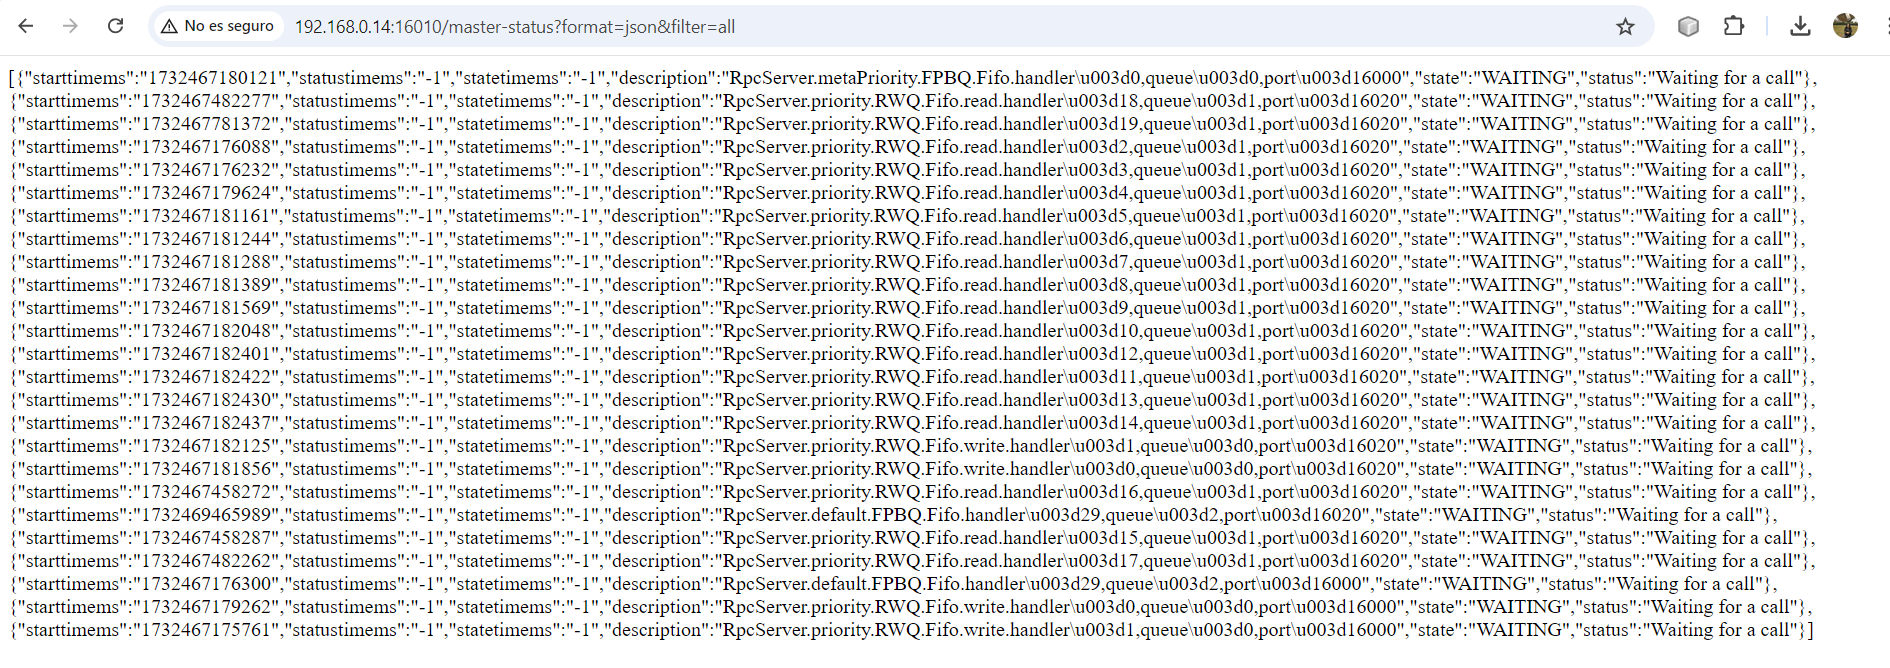 No es seguro 192.168.0.14:16010/master-status?format=json&filter=all
[{"starttimems":"1732467180121","statustimems":"-1","statetimems":"-1","description":"RpcServer.metaPriority.FPBQ.Fifo.handler\u003d0,queue\u003d0,port\u003d16000","state":"WAITING","status":"Waiting for a call"},
{"starttimems":"1732467482277","statustimems":"-1","statetimems":"-1","description":"RpcServer.priority.RWQ.Fifo.read.handler\u003d18,queue\u003d1,port\u003d16020","state":"WAITING","status":"Waiting for a call"},
{"starttimems":"1732467781372","statustimems":"-1","statetimems":"-1","description":"RpcServer.priority.RWQ.Fifo.read.handler\u003d19,queue\u003d1,port\u003d16020","state":"WAITING","status":"Waiting for a call"},
{"starttimems":"1732467176088","statustimems":"-1","statetimems":"-1","description":"RpcServer.priority.RWQ.Fifo.read.handler\u003d2,queue\u003d1,port\u003d16020","state":"WAITING","status":"Waiting for a call"},
{"starttimems":"1732467176232","statustimems":"-1","statetimems":"-1","description":"RpcServer.priority.RWQ.Fifo.read.handler\u003d3,queue\u003d1,port\u003d16020","state":"WAITING","status":"Waiting for a call"},
{"starttimems":"1732467179624","statustimems":"-1","statetimems":"-1","description":"RpcServer.priority.RWQ.Fifo.read.handler\u003d4,queue\u003d1,port\u003d16020","state":"WAITING","status":"Waiting for a call"},
{"starttimems":"1732467181161","statustimems":"-1","statetimems":"-1","description":"RpcServer.priority.RWQ.Fifo.read.handler\u003d5,queue\u003d1,port\u003d16020","state":"WAITING","status":"Waiting for a call"},
{"starttimems":"1732467181244","statustimems":"-1","statetimems":"-1","description":"RpcServer.priority.RWQ.Fifo.read.handler\u003d6,queue\u003d1,port\u003d16020","state":"WAITING","status":"Waiting for a call"},
{"starttimems":"1732467181288","statustimems":"-1","statetimems":"-1","description":"RpcServer.priority.RWQ.Fifo.read.handler\u003d7,queue\u003d1,port\u003d16020","state":"WAITING","status":"Waiting for a call"},
{"starttimems":"1732467181389","statustimems":"-1","statetimems":"-1","description":"RpcServer.priority.RWQ.Fifo.read.handler\u003d8,queue\u003d1,port\u003d16020","state":"WAITING","status":"Waiting for a call"},
{"starttimems":"1732467181569","statustimems":"-1","statetimems":"-1","description":"RpcServer.priority.RWQ.Fifo.read.handler\u003d9,queue\u003d1,port\u003d16020","state":"WAITING","status":"Waiting for a call"},
{"starttimems":"1732467182048","statustimems":"-1","statetimems":"-1","description":"RpcServer.priority.RWQ.Fifo.read.handler\u003d10,queue\u003d1,port\u003d16020","state":"WAITING","status":"Waiting for a call"},
{"starttimems":"1732467182401","statustimems":"-1","statetimems":"-1","description":"RpcServer.priority.RWQ.Fifo.read.handler\u003d12,queue\u003d1,port\u003d16020","state":"WAITING","status":"Waiting for a call"},
{"starttimems":"1732467182422","statustimems":"-1","statetimems":"-1","description":"RpcServer.priority.RWQ.Fifo.read.handler\u003d11,queue\u003d1,port\u003d16020","state":"WAITING","status":"Waiting for a call"},
{"starttimems":"1732467182430","statustimems":"-1","statetimems":"-1","description":"RpcServer.priority.RWQ.Fifo.read.handler\u003d13,queue\u003d1,port\u003d16020","state":"WAITING","status":"Waiting for a call"},
{"starttimems":"1732467182437","statustimems":"-1","statetimems":"-1","description":"RpcServer.priority.RWQ.Fifo.read.handler\u003d14,queue\u003d1,port\u003d16020","state":"WAITING","status":"Waiting for a call"},
{"starttimems":"1732467182125","statustimems":"-1","statetimems":"-1","description":"RpcServer.priority.RWQ.Fifo.write.handler\u003d1,queue\u003d0,port\u003d16020","state":"WAITING","status":"Waiting for a call"},
{"starttimems":"1732467181856","statustimems":"-1","statetimems":"-1","description":"RpcServer.priority.RWQ.Fifo.write.handler\u003d0,queue\u003d0,port\u003d16020","state":"WAITING","status":"Waiting for a call"},
{"starttimems":"1732467458272","statustimems":"-1","statetimems":"-1","description":"RpcServer.priority.RWQ.Fifo.read.handler\u003d16,queue\u003d1,port\u003d16020","state":"WAITING","status":"Waiting for a call"},
{"starttimems":"1732469465989","statustimems":"-1","statetimems":"-1","description":"RpcServer.default.FPBQ.Fifo.handler\u003d29,queue\u003d2,port\u003d16020","state":"WAITING","status":"Waiting for a call"},
{"starttimems":"1732467458287","statustimems":"-1","statetimems":"-1","description":"RpcServer.priority.RWQ.Fifo.read.handler\u003d15,queue\u003d1,port\u003d16020","state":"WAITING","status":"Waiting for a call"},
{"starttimems":"1732467482262","statustimems":"-1","statetimems":"-1","description":"RpcServer.priority.RWQ.Fifo.read.handler\u003d17,queue\u003d1,port\u003d16020","state":"WAITING","status":"Waiting for a call"},
{"starttimems":"1732467176300","statustimems":"-1","statetimems":"-1","description":"RpcServer.default.FPBQ.Fifo.handler\u003d29,queue\u003d2,port\u003d16000","state":"WAITING","status":"Waiting for a call"},
{"starttimems":"1732467179262","statustimems":"-1","statetimems":"-1","description":"RpcServer.priority.RWQ.Fifo.write.handler\u003d0,queue\u003d0,port\u003d16000","state":"WAITING","status":"Waiting for a call"},
{"starttimems":"1732467175761","statustimems":"-1","statetimems":"-1","description":"RpcServer.priority.RWQ.Fifo.write.handler\u003d1,queue\u003d0,port\u003d16000","state":"WAITING","status":"Waiting for a call"}]